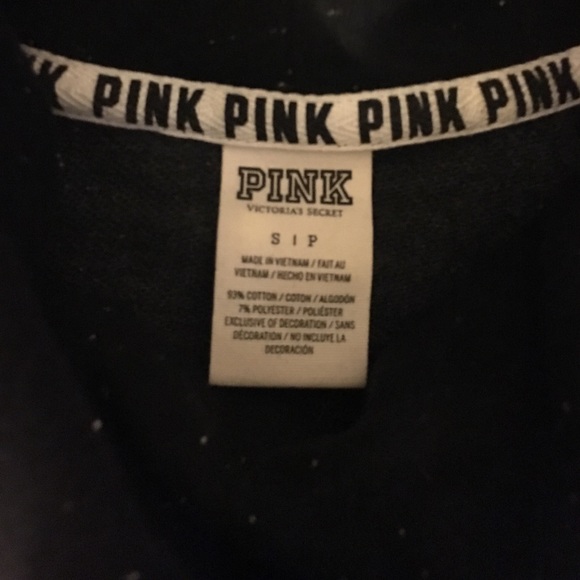 K PINK PINK PINK PINK
PINK
VICTORIA'S SECRET
S | P
MADE IN VIETNAM / FAIT AU
VIETNAM / HECHO EN VIETNAM
93% COTTON / COTON / ALGODÓN
7% POLYESTER / POLIÉSTER
EXCLUSIVE OF DECORATION / SANS
DÉCORATION / NO INCLUYE LA
DECORACIÓN